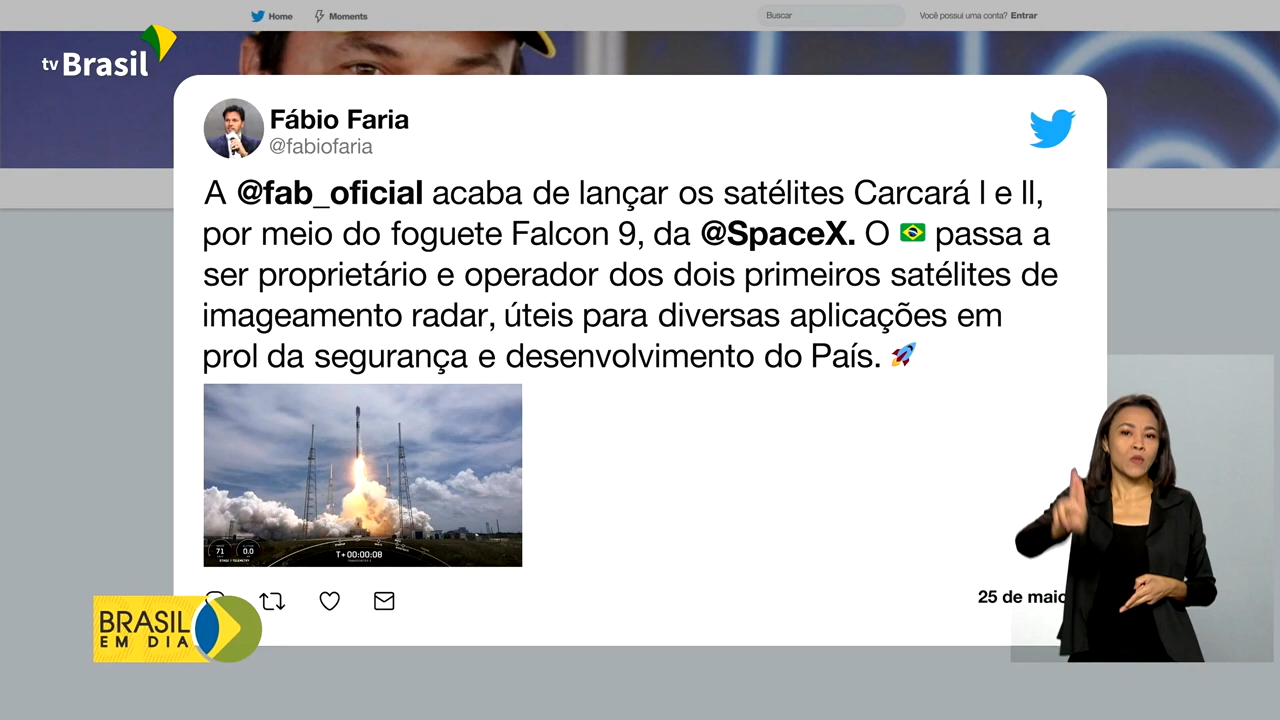 Home
Moments
Buscar
Você possui uma conta? Entrar
tv Brasil
Fábio Faria
@fabiofaria
A @fab_oficial acaba de lançar os satélites Carcará I e II,
por meio do foguete Falcon 9, da @SpaceX. O passa a
ser proprietário e operador dos dois primeiros satélites de
imageamento radar, úteis para diversas aplicações em
prol da segurança e desenvolvimento do País.
71
0.0
T+00:00:08
25 de maio
BRASIL
EM DIA